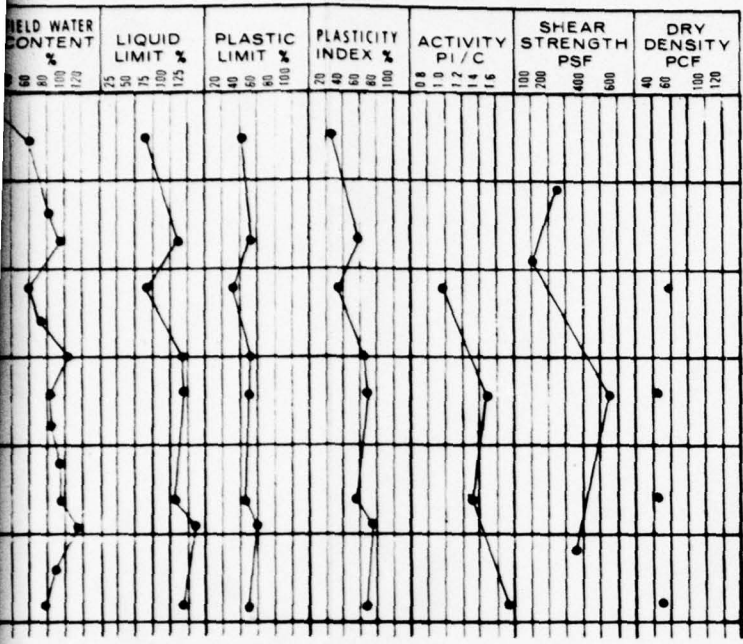 FIELD WATER CONTENT %
LIQUID LIMIT %
PLASTIC LIMIT %
PLASTICITY INDEX %
ACTIVITY PI/C
SHEAR STRENGTH PSF
DRY DENSITY PCF
60 80 100 120
25 50 75 100 125
20 40 60 80 100
20 40 60 80 100
0.8 1.0 1.2 1.4 1.6
100 200 400 600
40 60 100 120